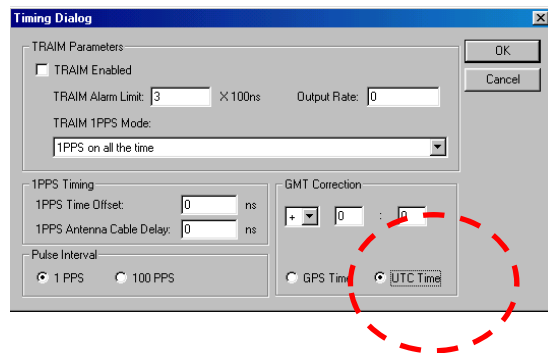 Timing Dialog
TRAIM Parameters
TRAIM Enabled
TRAIM Alarm Limit: 3 X100ns Output Rate: 0
TRAIM 1PPS Mode:
1PPS on all the time
OK
Cancel
1PPS Timing
1PPS Time Offset: 0 ns
1PPS Antenna Cable Delay: 0 ns
GMT Correction
+ 0 : 0
Pulse Interval
1 PPS 100 PPS
GPS Time UTC Time